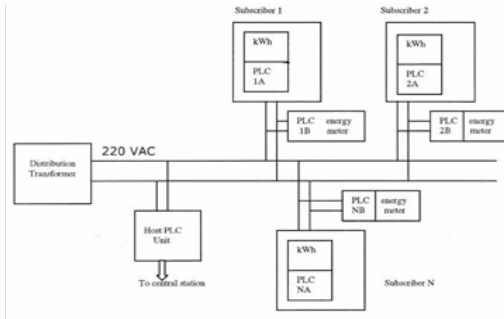 Subscriber 1
Subscriber 2
kWh
PLC
1A
kWh
PLC
2A
PLC energy
1B meter
PLC energy
2B meter
220 VAC
Distribution
Transformer
PLC energy
NB meter
Host PLC
Unit
kWh
PLC
NA
To central station
Subscriber N